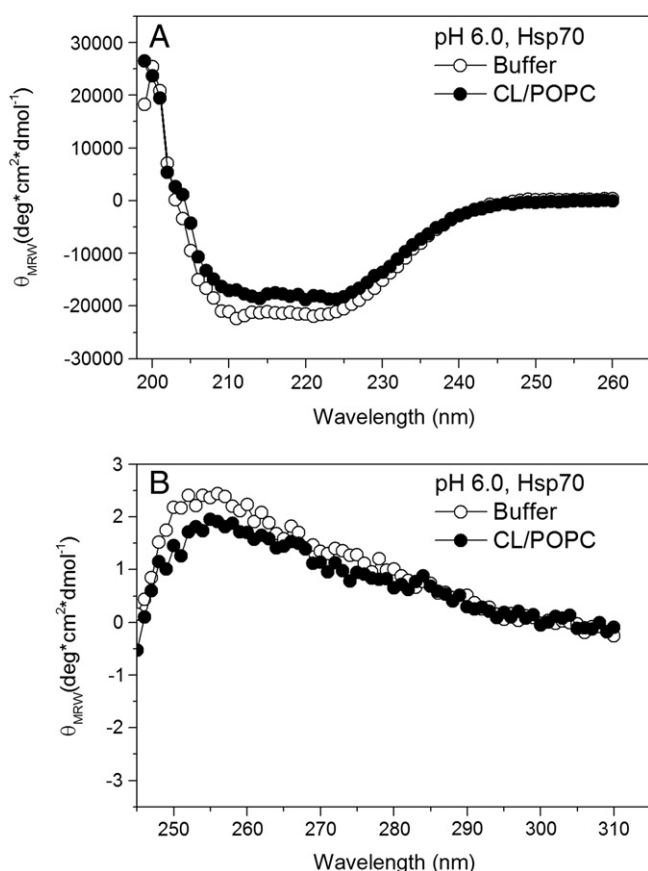 A
pH 6.0, Hsp70
Buffer
CL/POPC
30000
20000
10000
0
-10000
-20000
-30000
θMRW(deg*cm²*dmol⁻¹)
200 210 220 230 240 250 260
Wavelength (nm)
B
pH 6.0, Hsp70
Buffer
CL/POPC
3
2
1
0
-1
-2
-3
θMRW(deg*cm²*dmol⁻¹)
250 260 270 280 290 300 310
Wavelength (nm)